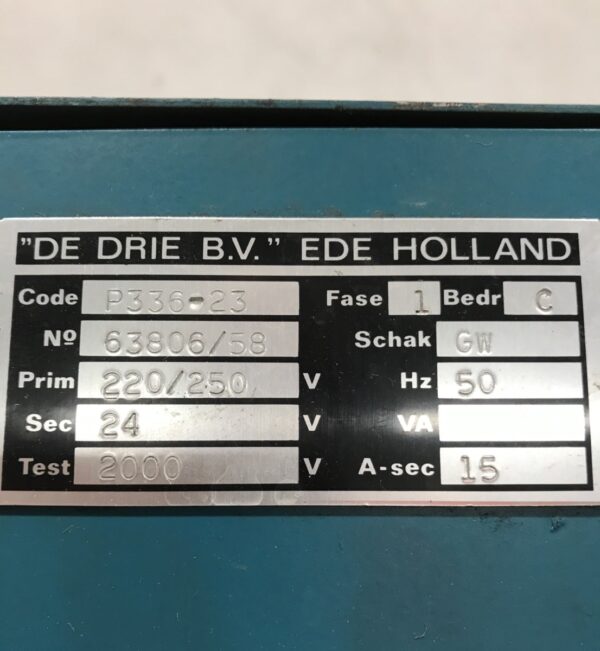 "DE DRIE B.V." EDE HOLLAND
Code P336-23 Fase 1 Bedr C
Nº 63806/58 Schak GW
Prim 220/250 V Hz 50
Sec 24 V VA
Test 2000 V A-sec 15